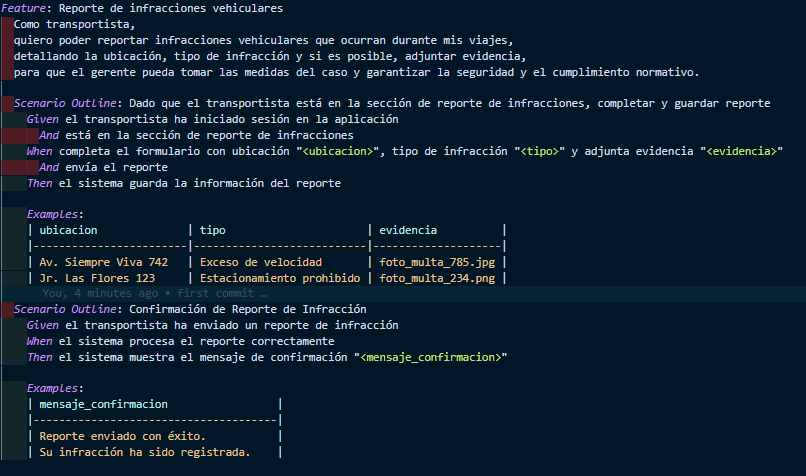 Feature: Reporte de infracciones vehiculares
Como transportista,
quiero poder reportar infracciones vehiculares que ocurran durante mis viajes,
detallando la ubicación, tipo de infracción y si es posible, adjuntar evidencia,
para que el gerente pueda tomar las medidas del caso y garantizar la seguridad y el cumplimiento normativo.
Scenario Outline: Dado que el transportista está en la sección de reporte de infracciones, completar y guardar reporte
Given el transportista ha iniciado sesión en la aplicación
And está en la sección de reporte de infracciones
When completa el formulario con ubicación "<ubicacion>", tipo de infracción "<tipo>" y adjunta evidencia "<evidencia>"
And envía el reporte
Then el sistema guarda la información del reporte
Examples:
| ubicacion | tipo | evidencia |
|------------------------|---------------------------|--------------------|
| Av. Siempre Viva 742 | Exceso de velocidad | foto_multa_785.jpg |
| Jr. Las Flores 123 | Estacionamiento prohibido | foto_multa_234.png |
You, 4 minutes ago • first commit …
Scenario Outline: Confirmación de Reporte de Infracción
Given el transportista ha enviado un reporte de infracción
When el sistema procesa el reporte correctamente
Then el sistema muestra el mensaje de confirmación "<mensaje_confirmacion>"
Examples:
| mensaje_confirmacion |
|--------------------------------------|
| Reporte enviado con éxito. |
| Su infracción ha sido registrada. |